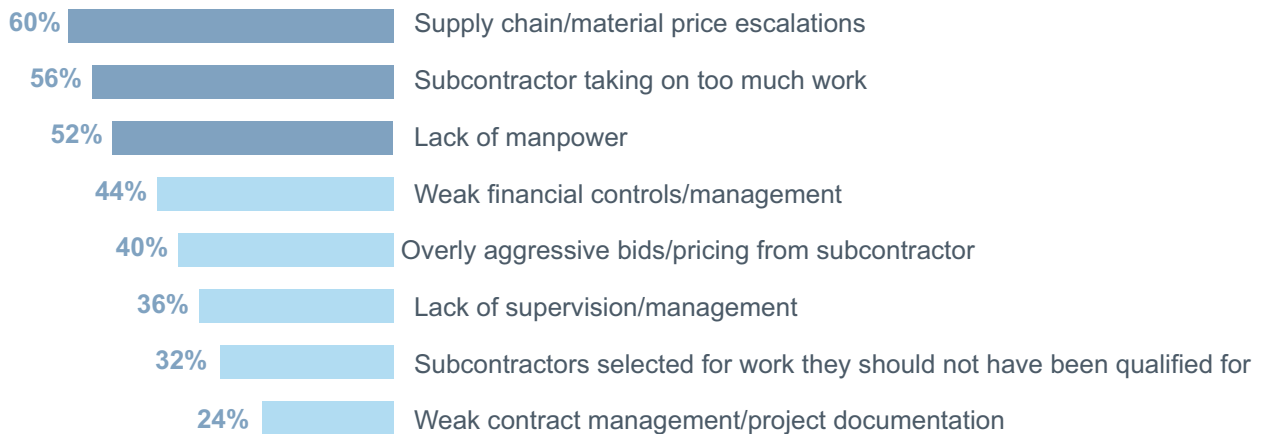 60% Supply chain/material price escalations
56% Subcontractor taking on too much work
52% Lack of manpower
44% Weak financial controls/management
40% Overly aggressive bids/pricing from subcontractor
36% Lack of supervision/management
32% Subcontractors selected for work they should not have been qualified for
24% Weak contract management/project documentation